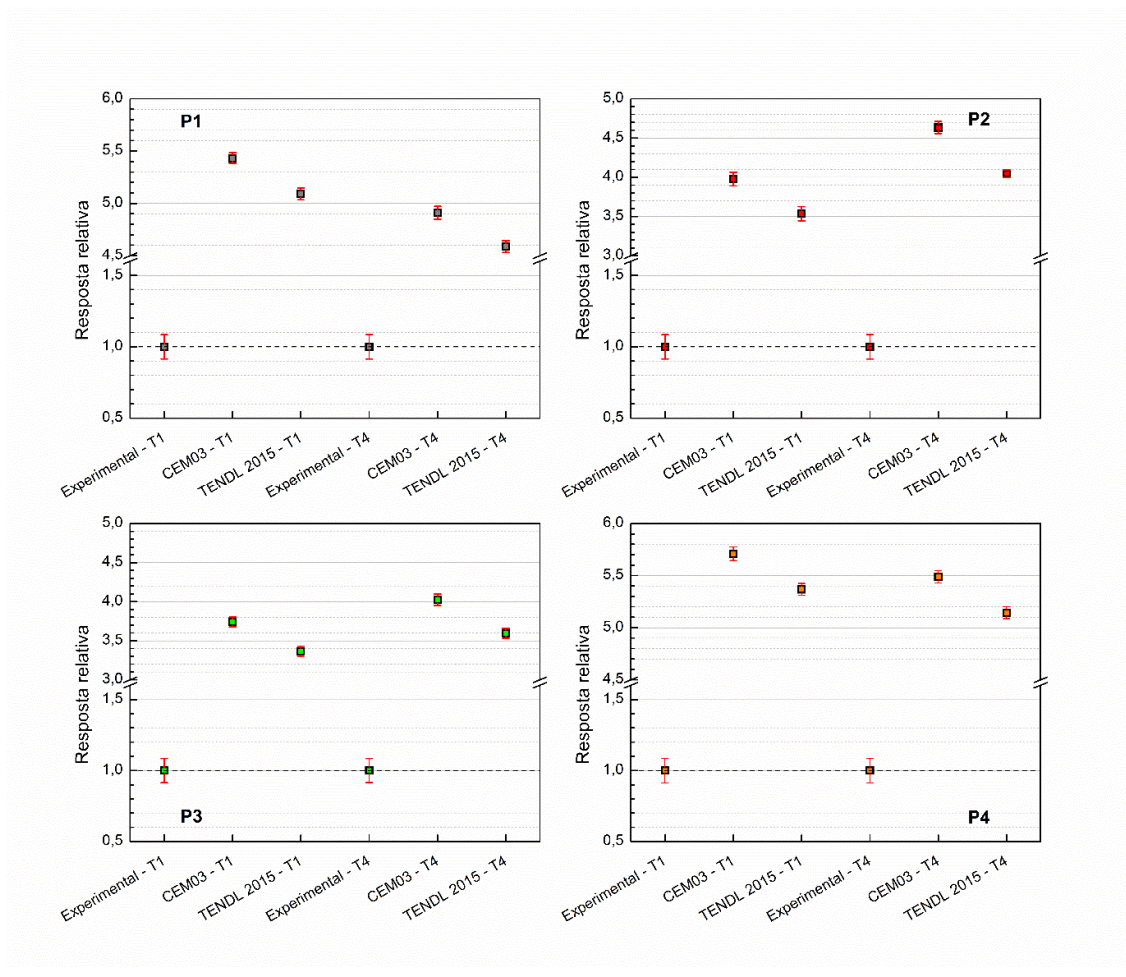 P1
Resposta relativa
6,0
5,5
5,0
4,5
1,5
1,0
0,5
Experimental - T1
CEM03 - T1
TENDL 2015 - T1
Experimental - T4
CEM03 - T4
TENDL 2015 - T4
P2
Resposta relativa
5,0
4,5
4,0
3,5
3,0
1,5
1,0
0,5
Experimental - T1
CEM03 - T1
TENDL 2015 - T1
Experimental - T4
CEM03 - T4
TENDL 2015 - T4
P3
Resposta relativa
5,0
4,5
4,0
3,5
3,0
1,5
1,0
0,5
Experimental - T1
CEM03 - T1
TENDL 2015 - T1
Experimental - T4
CEM03 - T4
TENDL 2015 - T4
P4
Resposta relativa
6,0
5,5
5,0
4,5
1,5
1,0
0,5
Experimental - T1
CEM03 - T1
TENDL 2015 - T1
Experimental - T4
CEM03 - T4
TENDL 2015 - T4